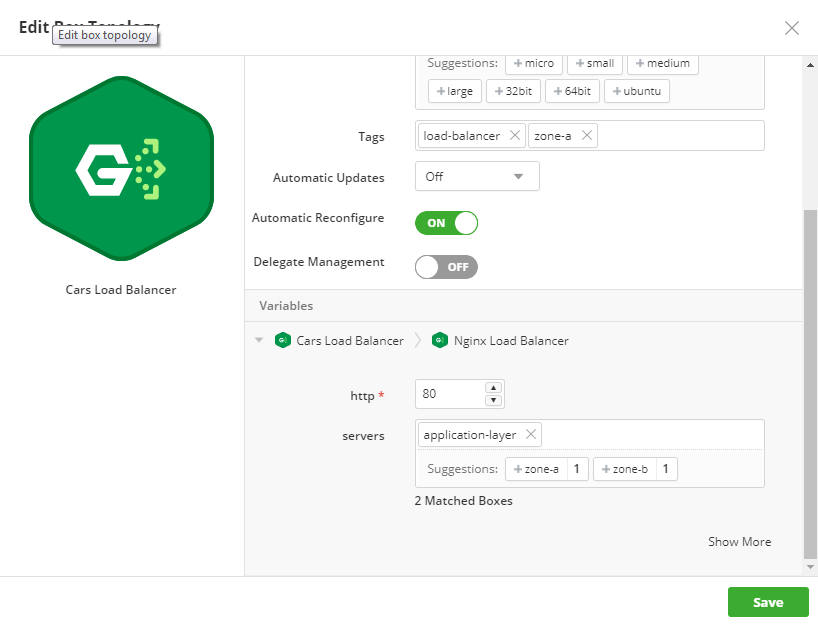 Edit Box Topology
Edit box topology
Suggestions: + micro + small + medium
+ large + 32bit + 64bit + ubuntu
Tags load-balancer zone-a
Automatic Updates Off
Automatic Reconfigure ON
Delegate Management OFF
Cars Load Balancer
Variables
Cars Load Balancer Nginx Load Balancer
http * 80
servers application-layer
Suggestions: + zone-a 1 + zone-b 1
2 Matched Boxes
Show More
Save